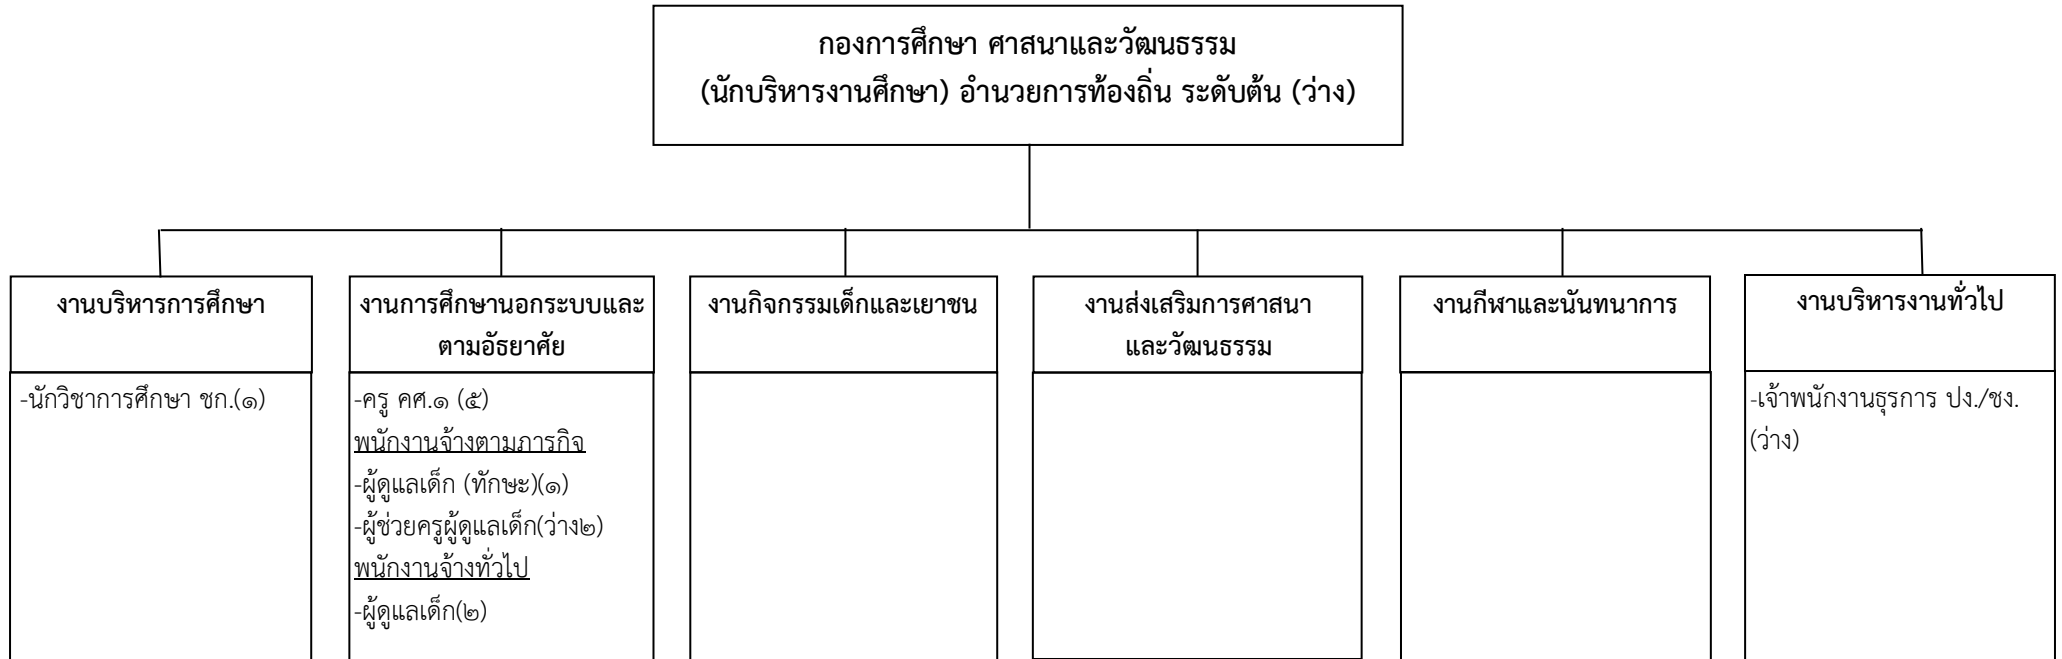 กองการศึกษา ศาสนาและวัฒนธรรม
(นักบริหารงานศึกษา) อำนวยการท้องถิ่น ระดับต้น (ว่าง)
งานบริหารการศึกษา
-นักวิชาการศึกษา ชก.(๑)
งานการศึกษานอกระบบและ
ตามอัธยาศัย
-ครู คศ.๑ (๕)
พนักงานจ้างตามภารกิจ
-ผู้ดูแลเด็ก (ทักษะ)(๑)
-ผู้ช่วยครูผู้ดูแลเด็ก(ว่าง๒)
พนักงานจ้างทั่วไป
-ผู้ดูแลเด็ก(๒)
งานกิจกรรมเด็กและเยาชน
งานส่งเสริมการศาสนา
และวัฒนธรรม
งานกีฬาและนันทนาการ
งานบริหารงานทั่วไป
-เจ้าพนักงานธุรการ ปง./ชง.
(ว่าง)